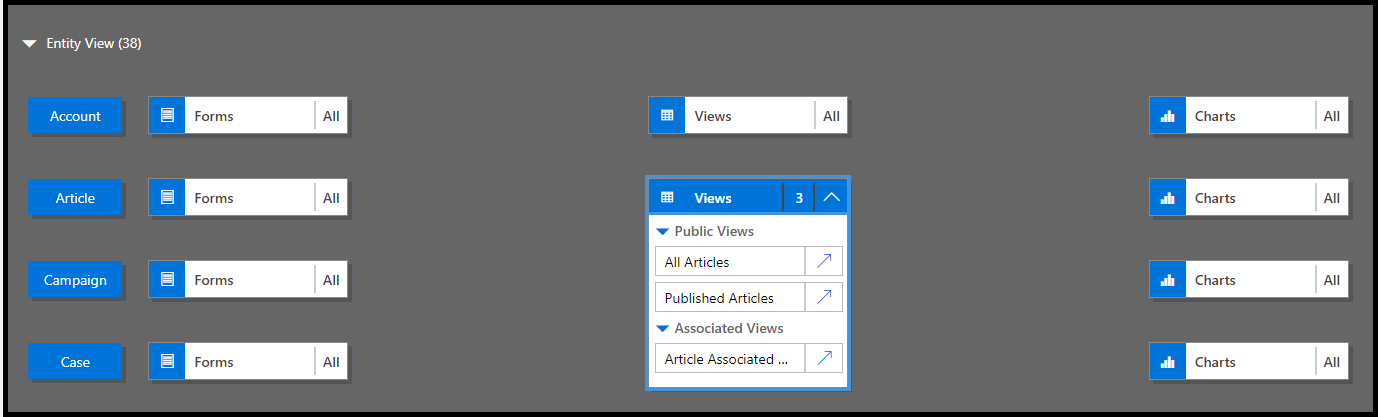 Entity View (38)
Account Forms All Views All Charts All
Article Forms All Views 3 Charts All
Public Views
All Articles
Campaign Forms All Charts All
Published Articles
Associated Views
Case Forms All Article Associated ... Charts All